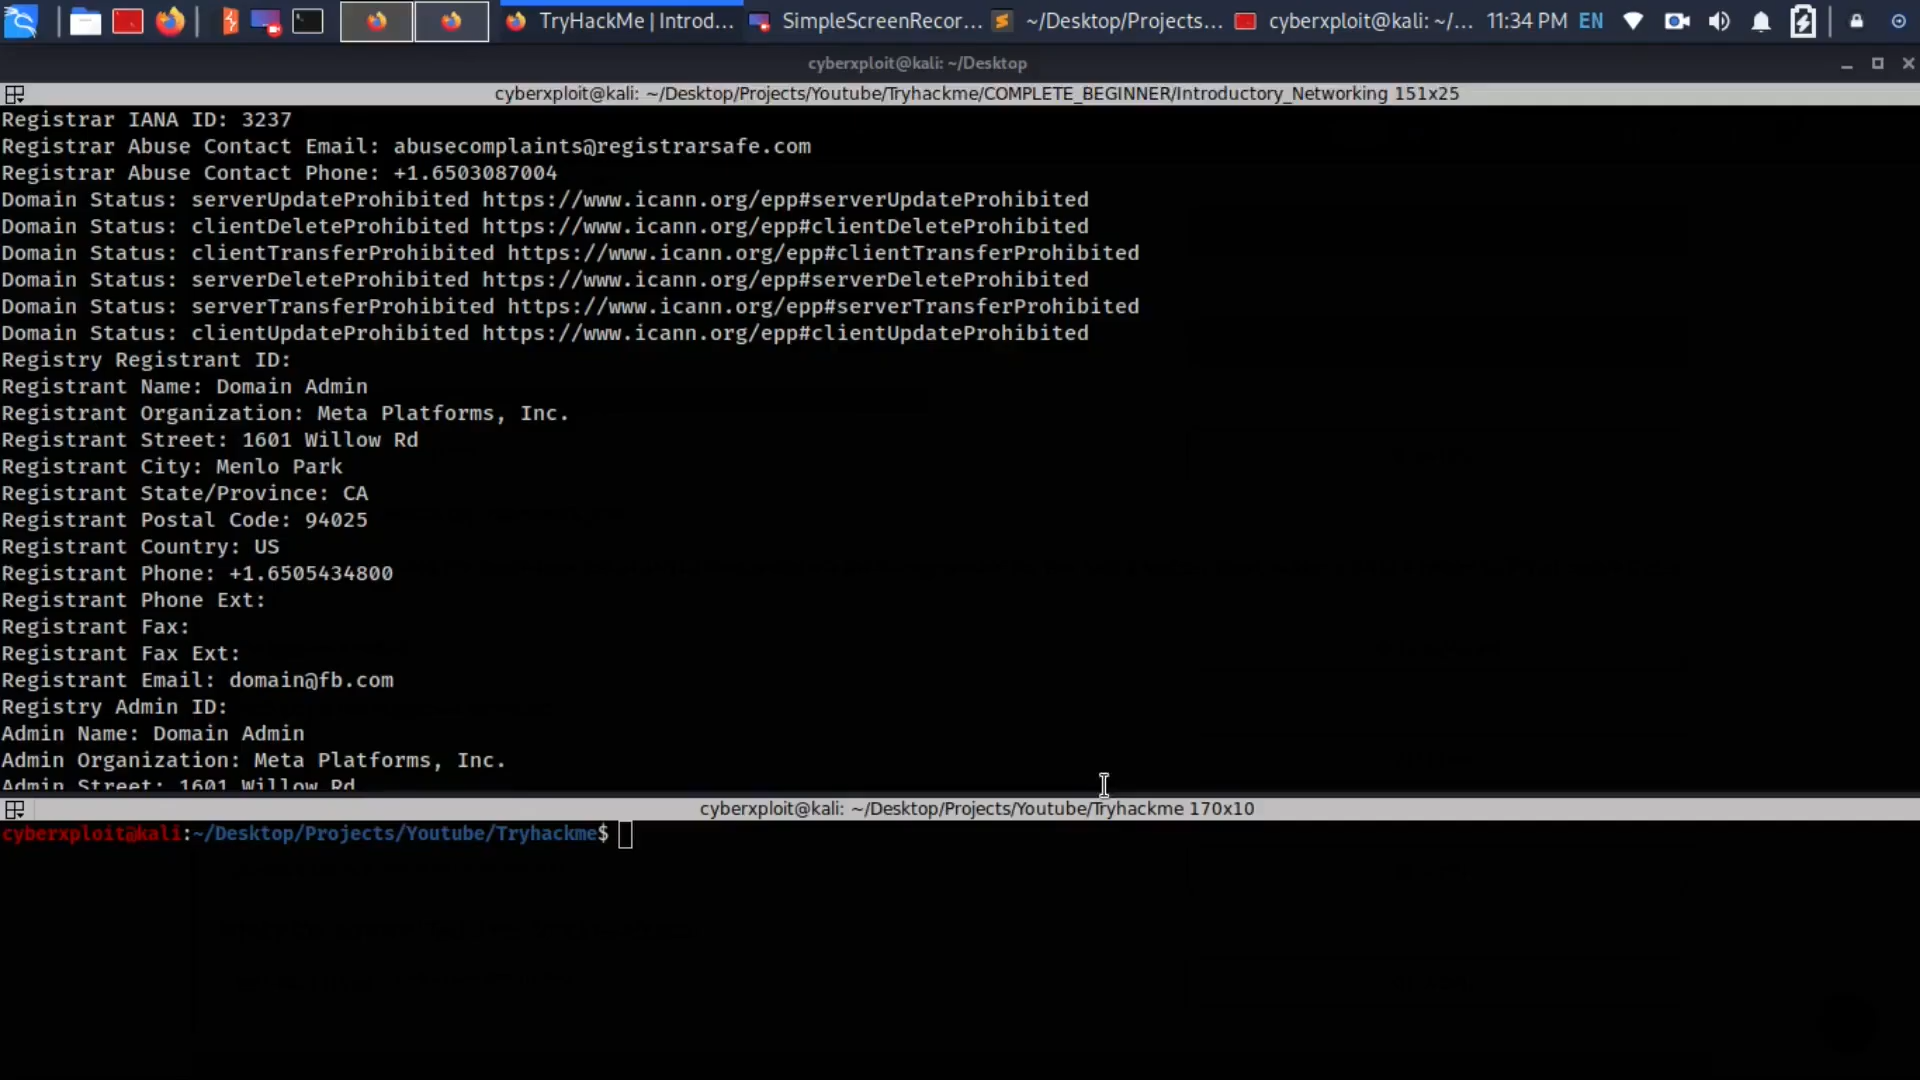 TryHackMe | Introd...
SimpleScreenRecor...
~/Desktop/Projects...
cyberxploit@kali: ~/...
11:34 PM
EN
cyberxploit@kali: ~/Desktop
cyberxploit@kali: ~/Desktop/Projects/Youtube/Tryhackme/COMPLETE_BEGINNER/Introductory_Networking 151x25
Registrar IANA ID: 3237
Registrar Abuse Contact Email: abusecomplaints@registrarsafe.com
Registrar Abuse Contact Phone: +1.6503087004
Domain Status: serverUpdateProhibited https://www.icann.org/epp#serverUpdateProhibited
Domain Status: clientDeleteProhibited https://www.icann.org/epp#clientDeleteProhibited
Domain Status: clientTransferProhibited https://www.icann.org/epp#clientTransferProhibited
Domain Status: serverDeleteProhibited https://www.icann.org/epp#serverDeleteProhibited
Domain Status: serverTransferProhibited https://www.icann.org/epp#serverTransferProhibited
Domain Status: clientUpdateProhibited https://www.icann.org/epp#clientUpdateProhibited
Registry Registrant ID:
Registrant Name: Domain Admin
Registrant Organization: Meta Platforms, Inc.
Registrant Street: 1601 Willow Rd
Registrant City: Menlo Park
Registrant State/Province: CA
Registrant Postal Code: 94025
Registrant Country: US
Registrant Phone: +1.6505434800
Registrant Phone Ext:
Registrant Fax:
Registrant Fax Ext:
Registrant Email: domain@fb.com
Registry Admin ID:
Admin Name: Domain Admin
Admin Organization: Meta Platforms, Inc.
Admin Street: 1601 Willow Rd
cyberxploit@kali: ~/Desktop/Projects/Youtube/Tryhackme 170x10
cyberxploit@kali:~/Desktop/Projects/Youtube/Tryhackme$